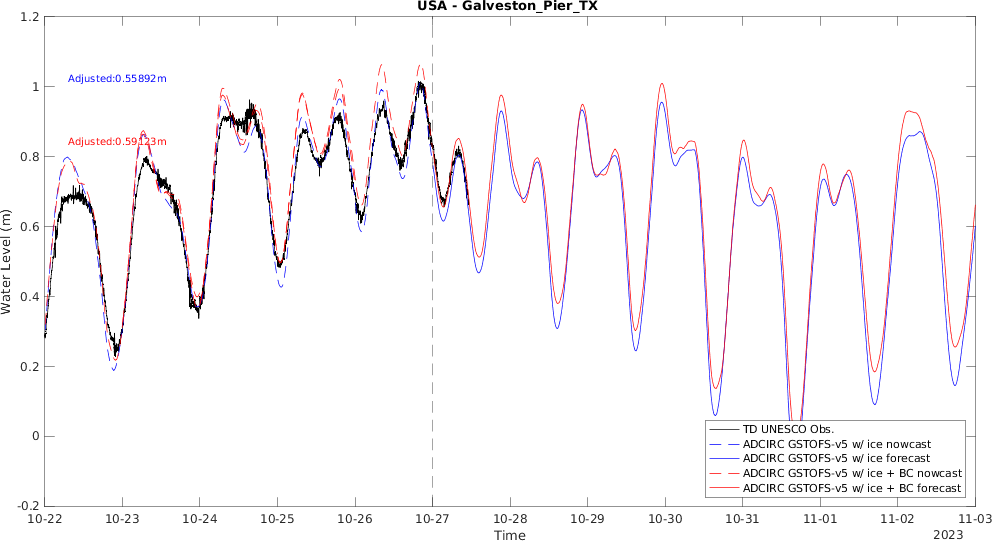 USA - Galveston_Pier_TX
1.2
1
0.8
0.6
0.4
0.2
0
-0.2
Water Level (m)
Adjusted:0.55892m
Adjusted:0.59123m
TD UNESCO Obs.
ADCIRC GSTOFS-v5 w/ ice nowcast
ADCIRC GSTOFS-v5 w/ ice forecast
ADCIRC GSTOFS-v5 w/ ice + BC nowcast
ADCIRC GSTOFS-v5 w/ ice + BC forecast
10-22 10-23 10-24 10-25 10-26 10-27 10-28 10-29 10-30 10-31 11-01 11-02 11-03
Time
2023